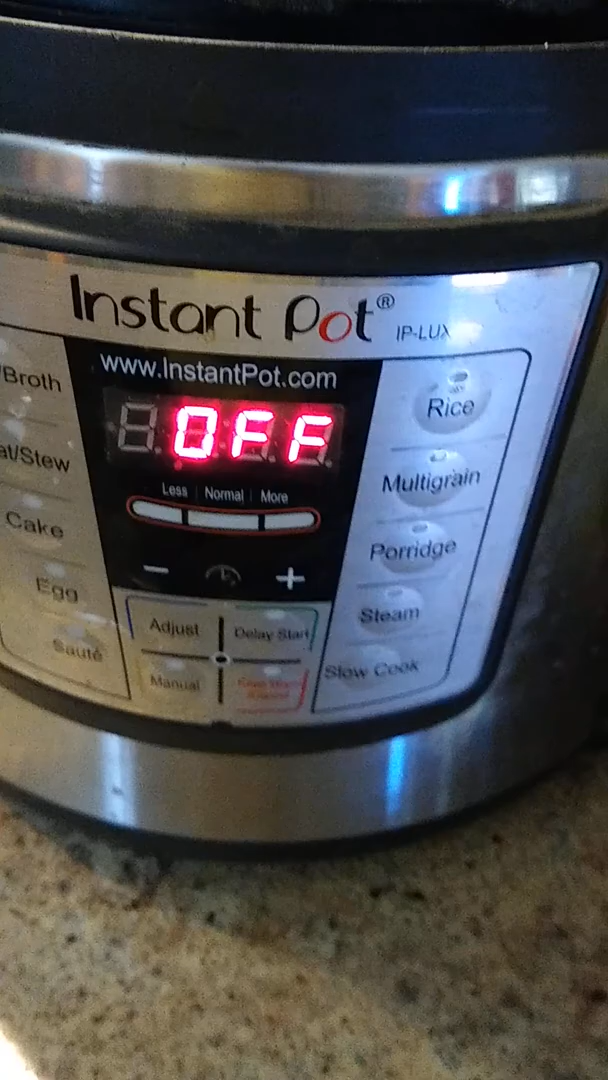 Instant Pot® IP-LUX
www.InstantPot.com
OFF
Less Normal More
− +
/Broth
at/Stew
Cake
Egg
Sauté
Adjust
Delay Start
Manual
Rice
Multigrain
Porridge
Steam
Slow Cook